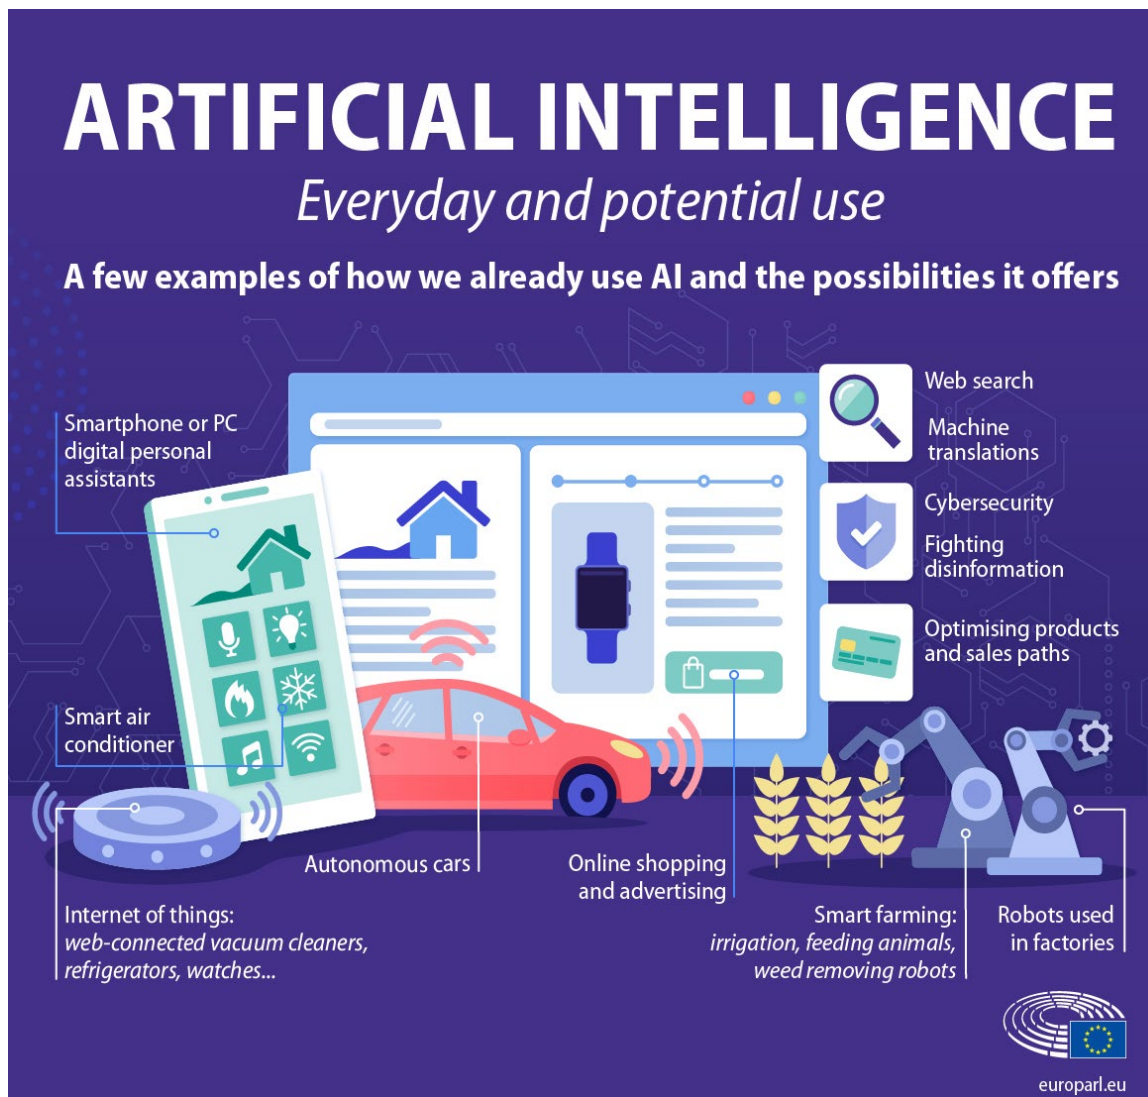 ARTIFICIAL INTELLIGENCE
Everyday and potential use
A few examples of how we already use AI and the possibilities it offers
Smartphone or PC
digital personal
assistants
Smart air
conditioner
Internet of things:
web-connected vacuum cleaners,
refrigerators, watches...
Autonomous cars
Online shopping
and advertising
Web search
Machine
translations
Cybersecurity
Fighting
disinformation
Optimising products
and sales paths
Smart farming:
irrigation, feeding animals,
weed removing robots
Robots used
in factories
europarl.eu